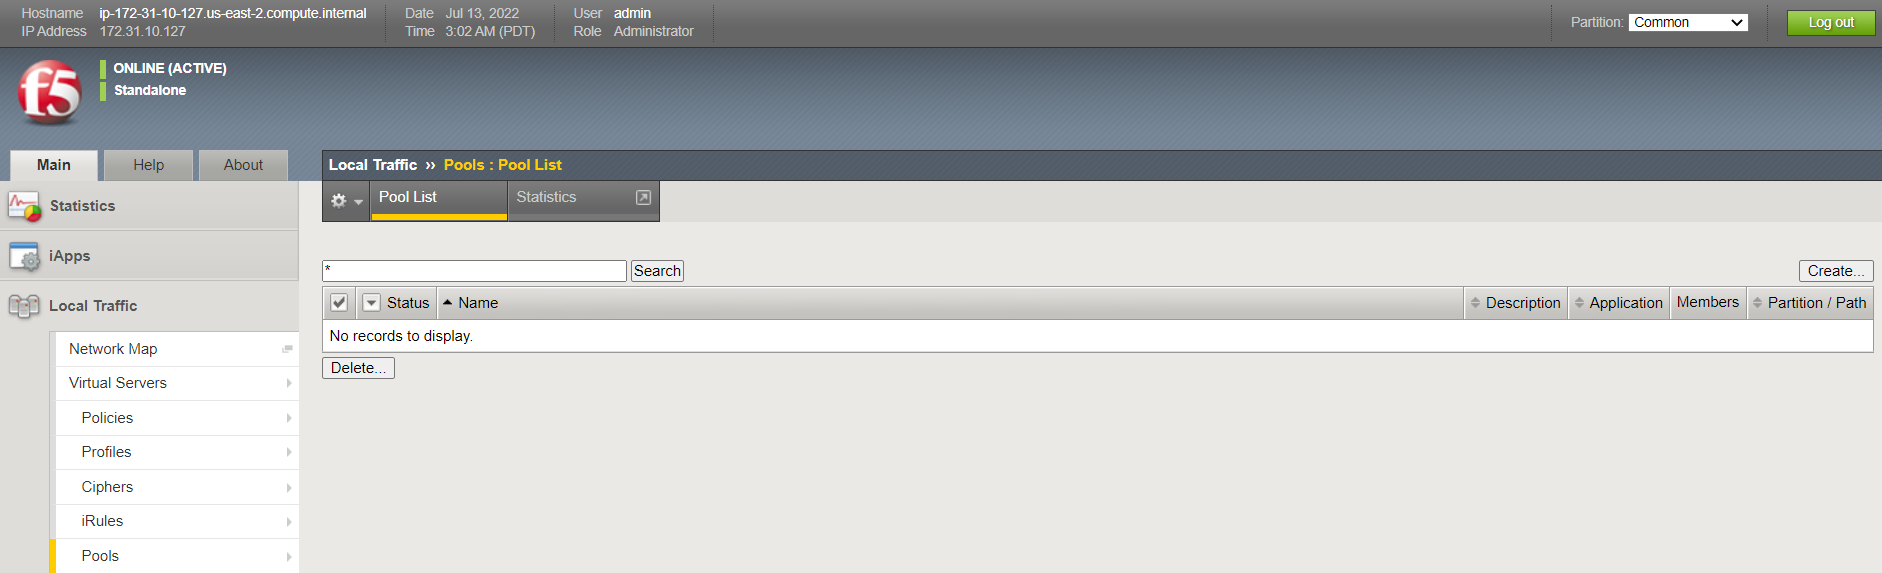 Hostname ip-172-31-10-127.us-east-2.compute.internal Date Jul 13, 2022 User admin
IP Address 172.31.10.127 Time 3:02 AM (PDT) Role Administrator
Partition: Common Log out
f5
ONLINE (ACTIVE)
Standalone
Main Help About
Local Traffic ›› Pools : Pool List
Pool List Statistics
Statistics
iApps
Local Traffic
Network Map
Virtual Servers
Policies
Profiles
Ciphers
iRules
Pools
* Search Create...
Status Name Description Application Members Partition / Path
No records to display.
Delete...